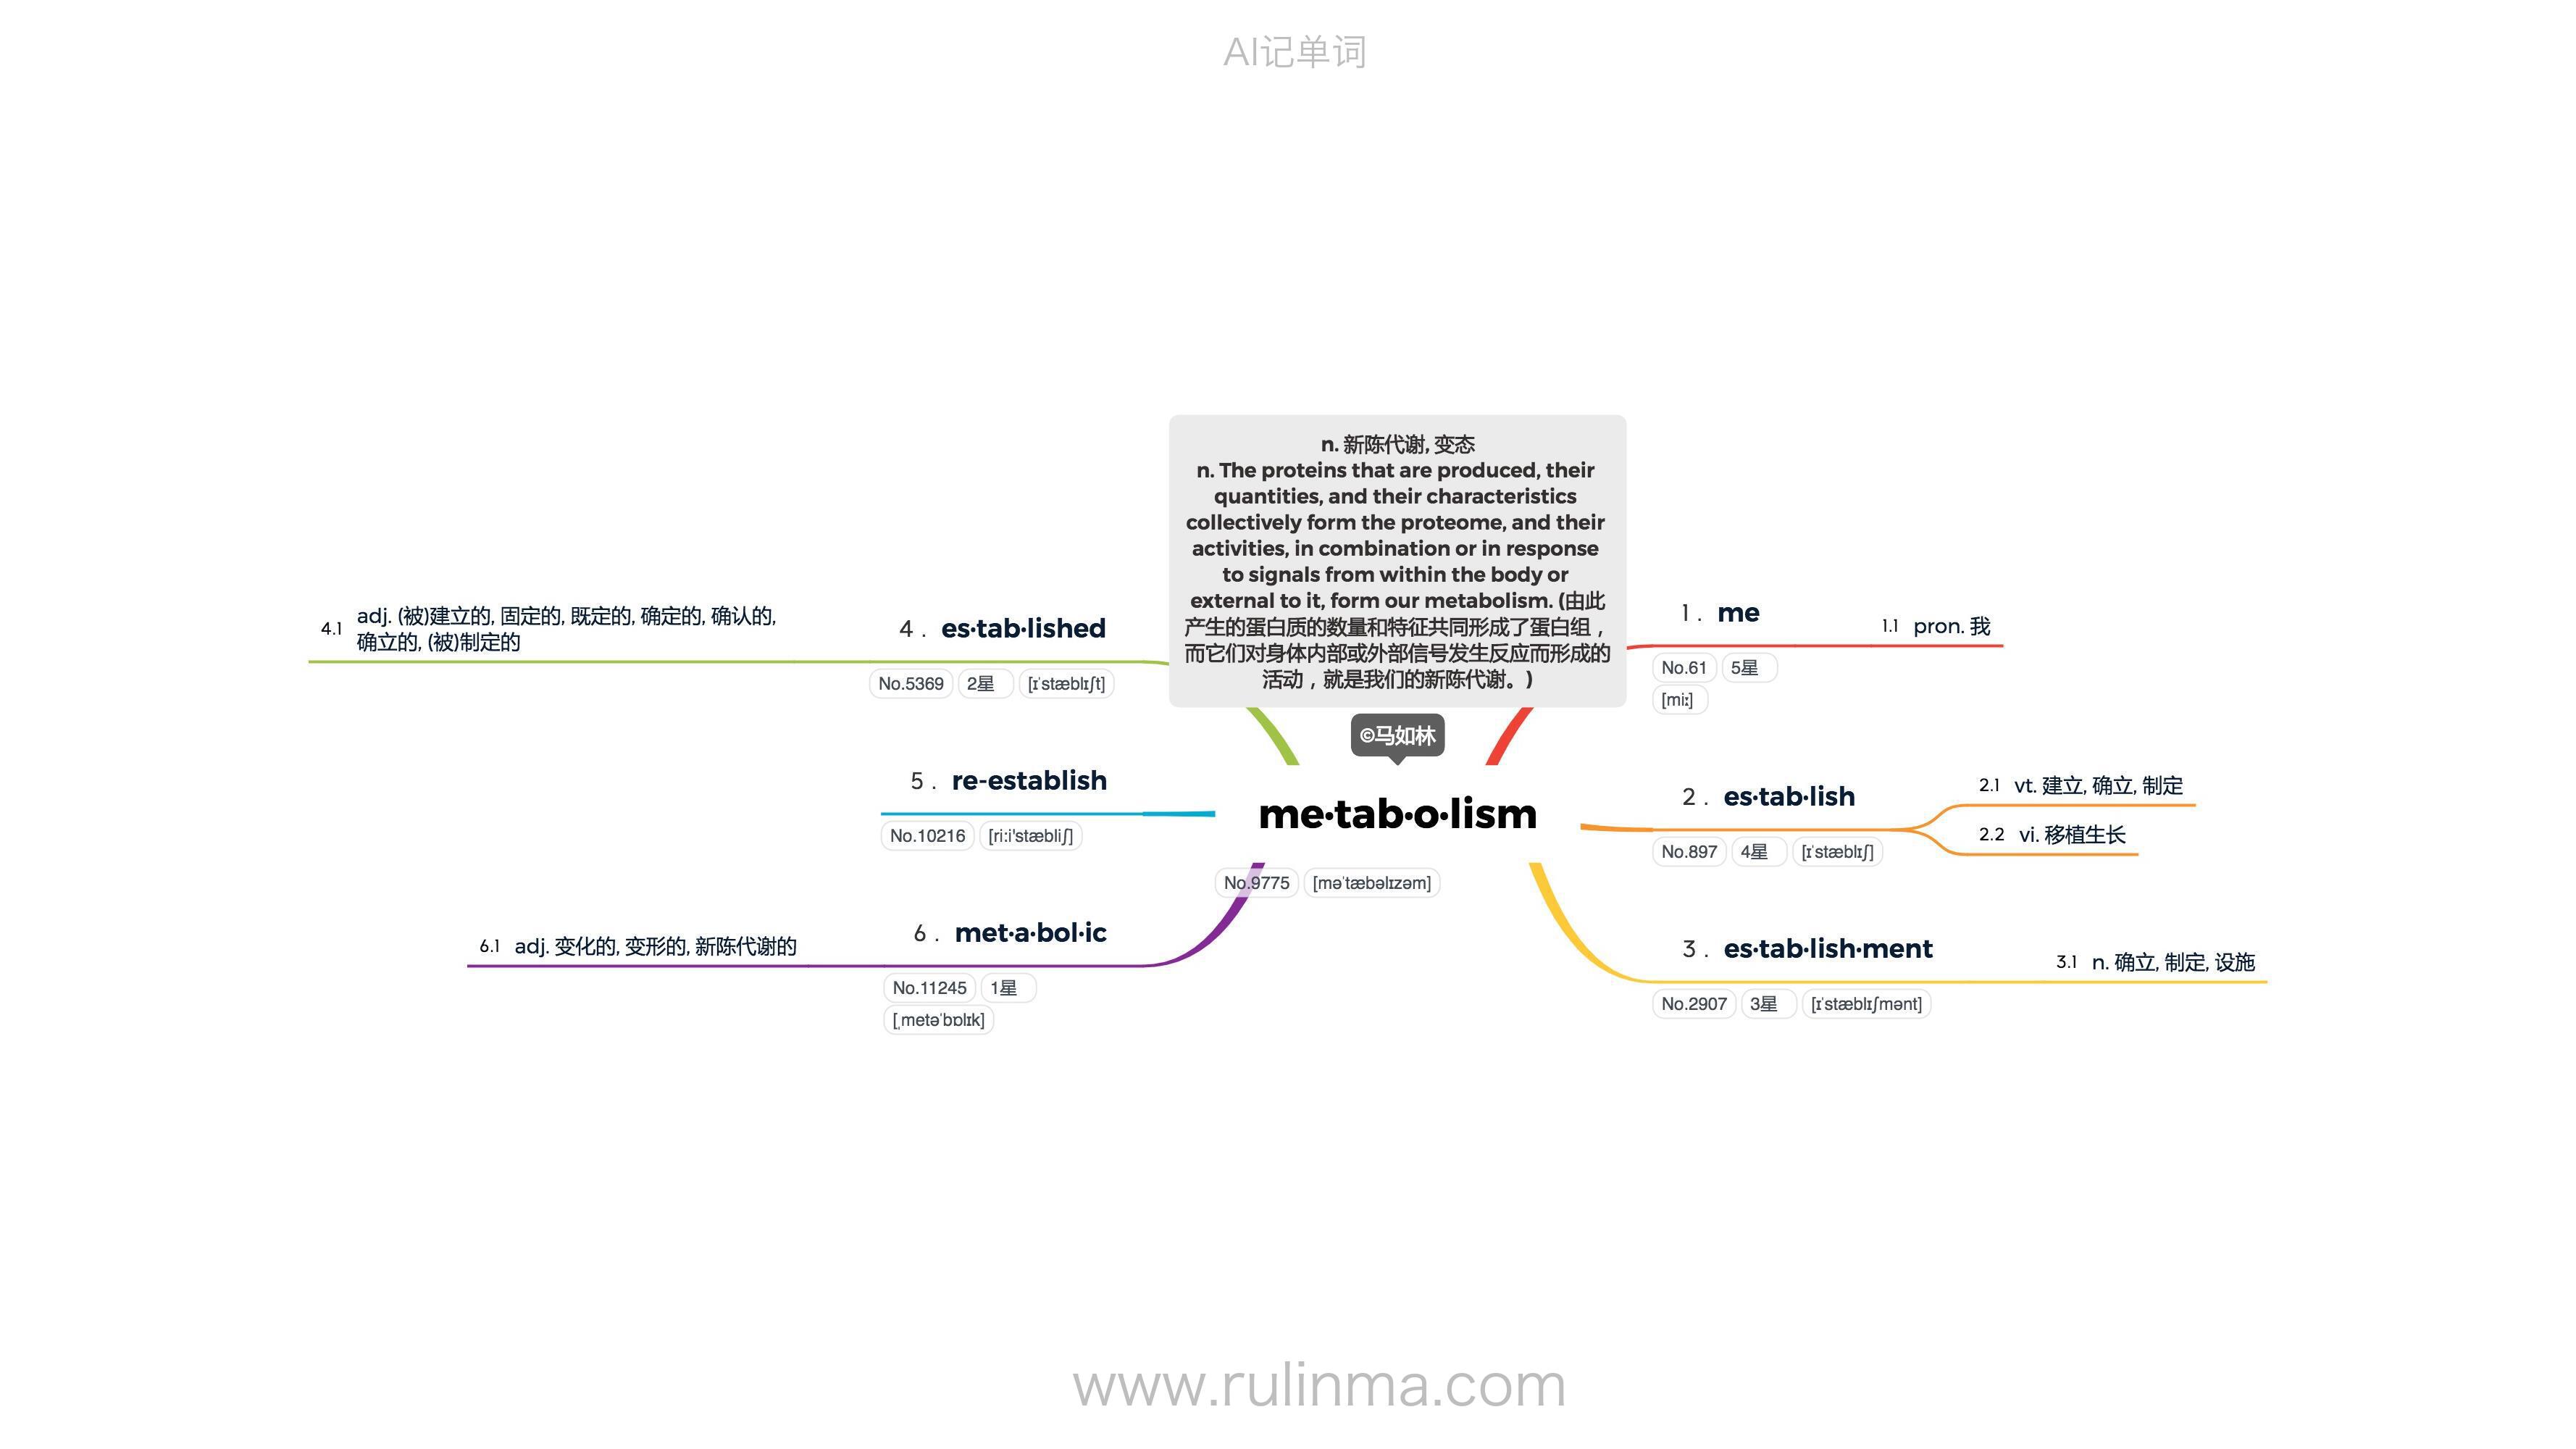 AI记单词
n. 新陈代谢, 变态
n. The proteins that are produced, their
quantities, and their characteristics
collectively form the proteome, and their
activities, in combination or in response
to signals from within the body or
external to it, form our metabolism. (由此
产生的蛋白质的数量和特征共同形成了蛋白组，
而它们对身体内部或外部信号发生反应而形成的
活动，就是我们的新陈代谢。)
©马如林
me·tab·o·lism
No.9775 [məˈtæbəlɪzəm]
1. me
No.61 5星
[miː]
1.1 pron. 我
2. es·tab·lish
No.897 4星 [ɪˈstæblɪʃ]
2.1 vt. 建立, 确立, 制定
2.2 vi. 移植生长
3. es·tab·lish·ment
No.2907 3星 [ɪˈstæblɪʃmənt]
3.1 n. 确立, 制定, 设施
4. es·tab·lished
No.5369 2星 [ɪˈstæblɪʃt]
4.1 adj. (被)建立的, 固定的, 既定的, 确定的, 确认的,
确立的, (被)制定的
5. re-establish
No.10216 [riːi'stæbliʃ]
6. met·a·bol·ic
No.11245 1星
[ˌmetəˈbɒlɪk]
6.1 adj. 变化的, 变形的, 新陈代谢的
www.rulinma.com